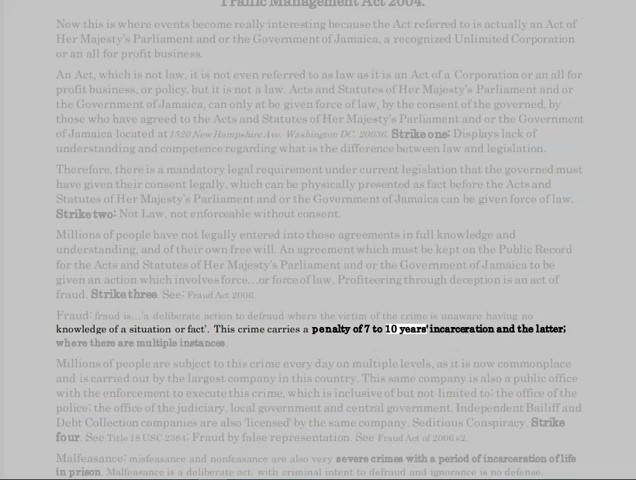 Traffic Management Act 2004.
Now this is where events become really interesting because the Act referred to is actually an Act of
Her Majesty's Parliament and or the Government of Jamaica, a recognized Unlimited Corporation
or an all for profit business.
An Act, which is not law, it is not even referred to as law as it is an Act of a Corporation or an all for
profit business, or policy, but it is not a law. Acts and Statutes of Her Majesty's Parliament and or
the Government of Jamaica, can only at be given force of law, by the consent of the governed, by
those who have agreed to the Acts and Statutes of Her Majesty's Parliament and or the Government
of Jamaica located at 1520 New Hampshire Ave. Washington DC, 20036. Strike one: Displays lack of
understanding and competence regarding what is the difference between law and legislation.
Therefore, there is a mandatory legal requirement under current legislation that the governed must
have given their consent legally, which can be physically presented as fact before the Acts and
Statutes of Her Majesty's Parliament and or the Government of Jamaica can be given force of law.
Strike two: Not Law, not enforceable without consent.
Millions of people have not legally entered into those agreements in full knowledge and
understanding, and of their own free will. An agreement which must be kept on the Public Record
for the Acts and Statutes of Her Majesty's Parliament and or the Government of Jamaica to be
given an action which involves force…or force of law. Profiteering through deception is an act of
fraud. Strike three. See: Fraud Act 2006.
Fraud: fraud is…'a deliberate action to defraud where the victim of the crime is unaware having no
knowledge of a situation or fact'. This crime carries a penalty of 7 to 10 years' incarceration and the latter;
where there are multiple instances.
Millions of people are subject to this crime every day on multiple levels, as it is now commonplace
and is carried out by the largest company in this country. This same company is also a public office
with the enforcement to execute this crime, which is inclusive of but not limited to; the office of the
police; the office of the judiciary, local government and central government. Independent Bailiff and
Debt Collection companies are also 'licensed' by the same company. Seditious Conspiracy. Strike
four. See Title 18 USC 2384; Fraud by false representation. See Fraud Act of 2006 s2.
Malfeasance: misfeasance and nonfeasance are also very severe crimes with a period of incarceration of life
in prison. Malfeasance is a deliberate act, with criminal intent to defraud and ignorance is no defense.